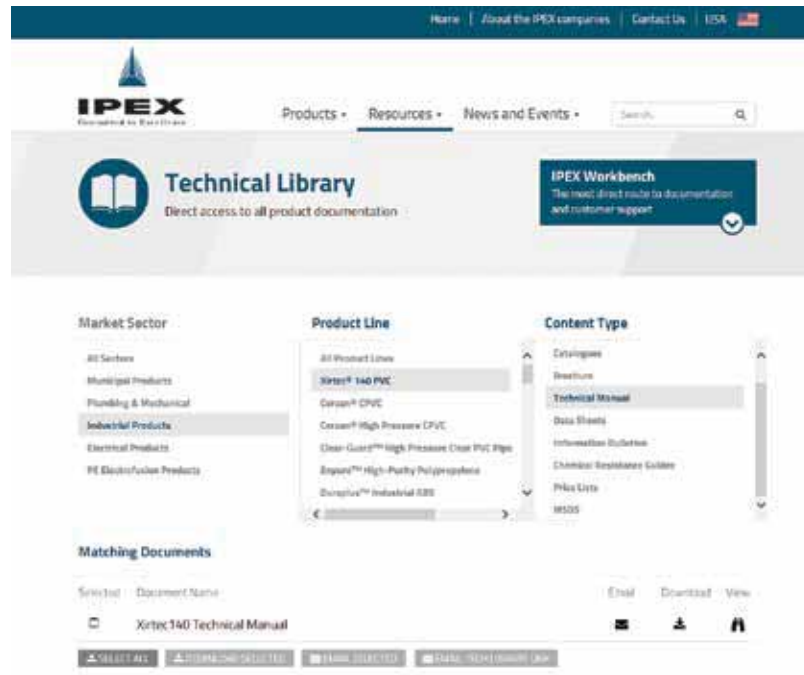 Home | About the IPEX companies | Contact Us | USA
IPEX
Products Resources News and Events Search
Technical Library
Direct access to all product documentation
IPEX Workbench
The most direct route to documentation
and customer support
Market Sector
All Sectors
Municipal Products
Plumbing & Mechanical
Industrial Products
Electrical Products
PE Electrofusion Products
Product Line
All Product Lines
Xirtec® 140 PVC
Corzan® CPVC
Corzan® High Pressure CPVC
Clear-Guard™ High Pressure Clear PVC Pipe
Enpure™ High-Purity Polypropylene
Duraplus™ Industrial ABS
Content Type
Catalogues
Brochure
Technical Manual
Data Sheets
Information Bulletins
Chemical Resistance Guides
Price Lists
MSDS
Matching Documents
Selected Document Name Email Download View
Xirtec140 Technical Manual
SELECT ALL DOWNLOAD SELECTED EMAIL SELECTED